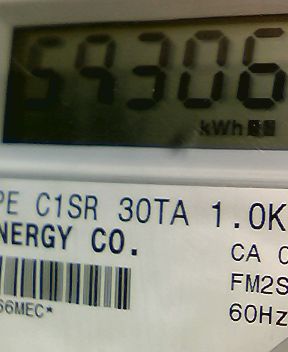 59306
kWh
PE C1SR 30TA 1.0K
NERGY CO.
CA
FM2S
60Hz
66MEC*